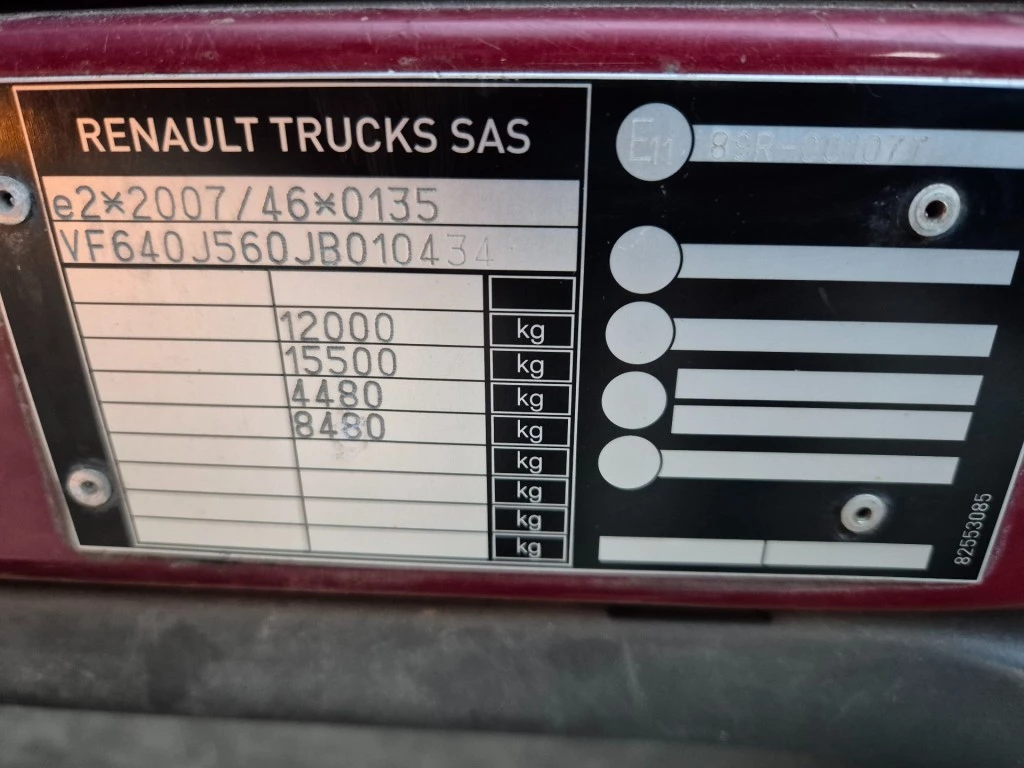 RENAULT TRUCKS SAS
e2*2007/46*0135
VF640J560JB010434
12000 kg
15500 kg
4480 kg
8480 kg
kg
kg
kg
kg
E11
82553085